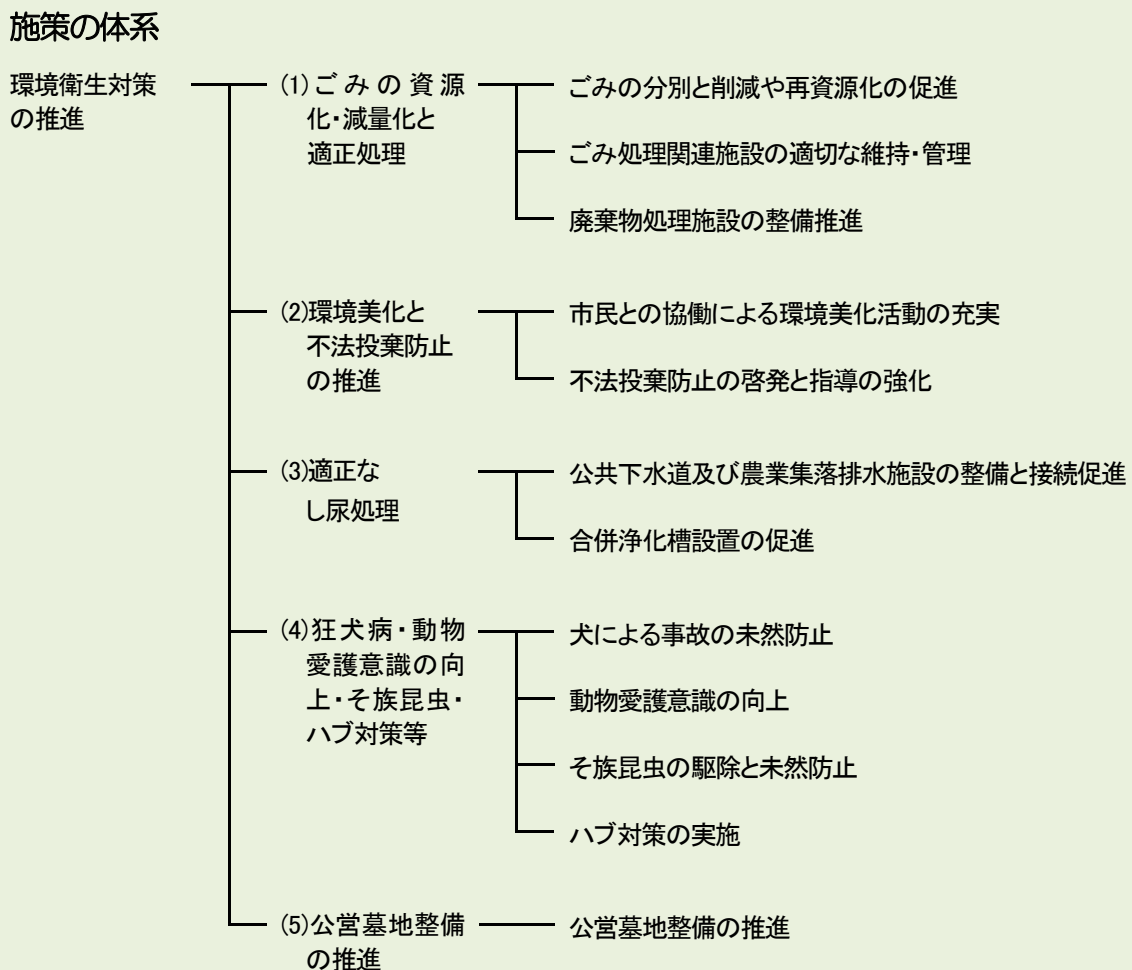 施策の体系
環境衛生対策
の推進
(1)ごみの資源
化・減量化と
適正処理
ごみの分別と削減や再資源化の促進
ごみ処理関連施設の適切な維持・管理
廃棄物処理施設の整備推進
(2)環境美化と
不法投棄防止
の推進
市民との協働による環境美化活動の充実
不法投棄防止の啓発と指導の強化
(3)適正な
し尿処理
公共下水道及び農業集落排水施設の整備と接続促進
合併浄化槽設置の促進
(4)狂犬病・動物
愛護意識の向
上・そ族昆虫・
ハブ対策等
犬による事故の未然防止
動物愛護意識の向上
そ族昆虫の駆除と未然防止
ハブ対策の実施
(5)公営墓地整備
の推進
公営墓地整備の推進